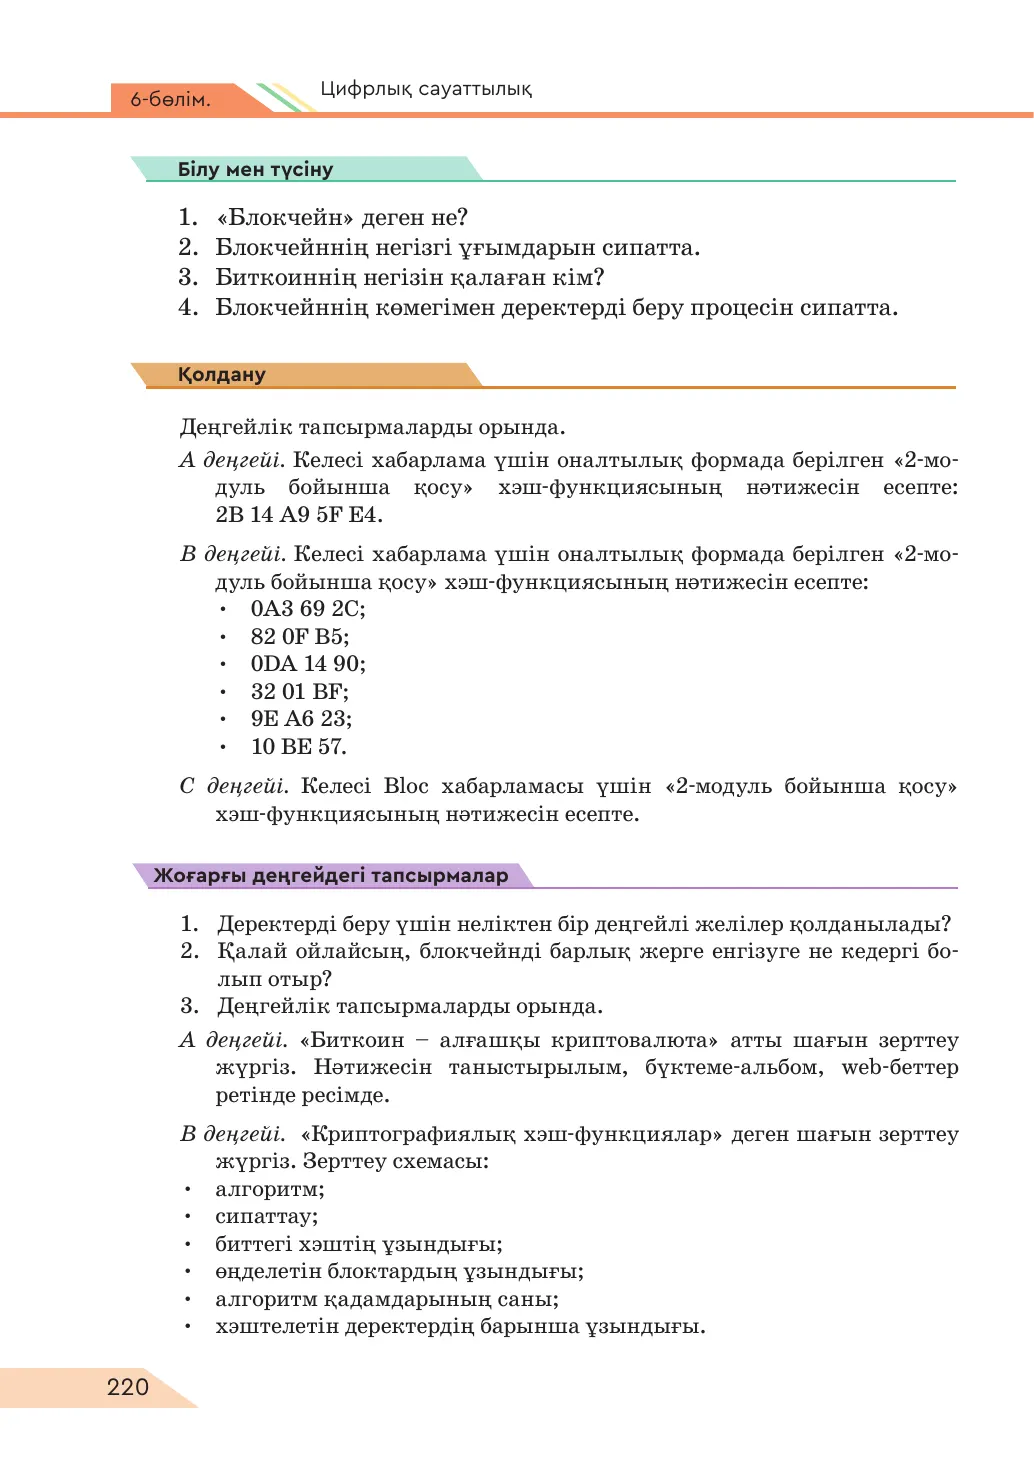 6-бөлім.
Цифрлық сауаттылық
Білу мен түсіну
1. «Блокчейн» деген не?
2. Блокчейннің негізгі ұғымдарын сипатта.
3. Биткоиннің негізін қалаған кім?
4. Блокчейннің көмегімен деректерді беру процесін сипатта.
Қолдану
Деңгейлік тапсырмаларды орында.
А деңгейі. Келесі хабарлама үшін оналтылық формада берілген «2-мо-
дуль бойынша қосу» хэш-функциясының нәтижесін есепте:
2B 14 A9 5F E4.
В деңгейі. Келесі хабарлама үшін оналтылық формада берілген «2-мо-
дуль бойынша қосу» хэш-функциясының нәтижесін есепте:
• 0A3 69 2C;
• 82 0F B5;
• 0DA 14 90;
• 32 01 BF;
• 9E A6 23;
• 10 BE 57.
С деңгейі. Келесі Bloc хабарламасы үшін «2-модуль бойынша қосу»
хэш-функциясының нәтижесін есепте.
Жоғарғы деңгейдегі тапсырмалар
1. Деректерді беру үшін неліктен бір деңгейлі желілер қолданылады?
2. Қалай ойлайсың, блокчейнді барлық жерге енгізуге не кедергі бо-
лып отыр?
3. Деңгейлік тапсырмаларды орында.
А деңгейі. «Биткоин – алғашқы криптовалюта» атты шағын зерттеу
жүргіз. Нәтижесін таныстырылым, бүктеме-альбом, web-беттер
ретінде ресімде.
В деңгейі. «Криптографиялық хэш-функциялар» деген шағын зерттеу
жүргіз. Зерттеу схемасы:
• алгоритм;
• сипаттау;
• биттегі хэштің ұзындығы;
• өңделетін блоктардың ұзындығы;
• алгоритм қадамдарының саны;
• хэштелетін деректердің барынша ұзындығы.
220